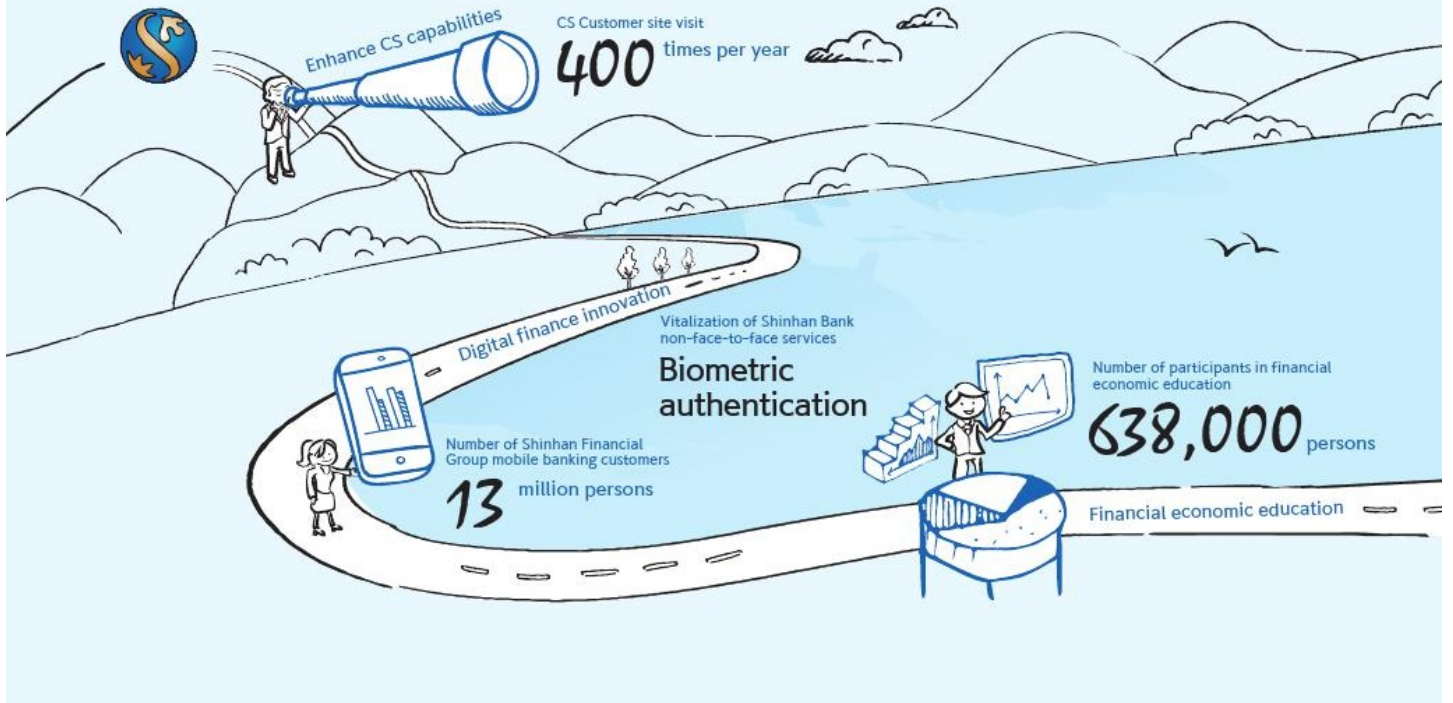 Enhance CS capabilities
CS Customer site visit
400 times per year
Digital finance innovation
Vitalization of Shinhan Bank
non-face-to-face services
Biometric
authentication
Number of Shinhan Financial
Group mobile banking customers
13 million persons
Number of participants in financial
economic education
638,000 persons
Financial economic education